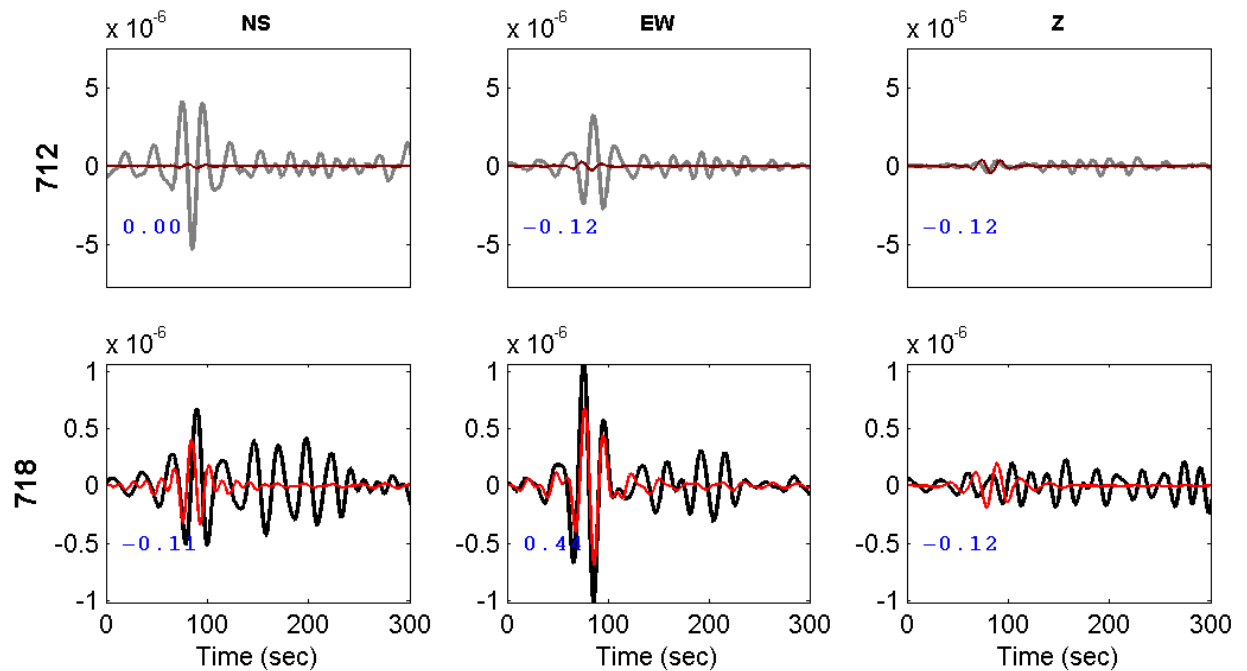 NS EW Z
x 10^-6 x 10^-6 x 10^-6
712
5 5 5
0 0 0
-5 -5 -5
0.00 −0.12 −0.12
x 10^-6 x 10^-6 x 10^-6
718
1 1 1
0.5 0.5 0.5
0 0 0
-0.5 -0.5 -0.5
-1 -1 -1
−0.11 0.44 −0.12
0 100 200 300 0 100 200 300 0 100 200 300
Time (sec) Time (sec) Time (sec)